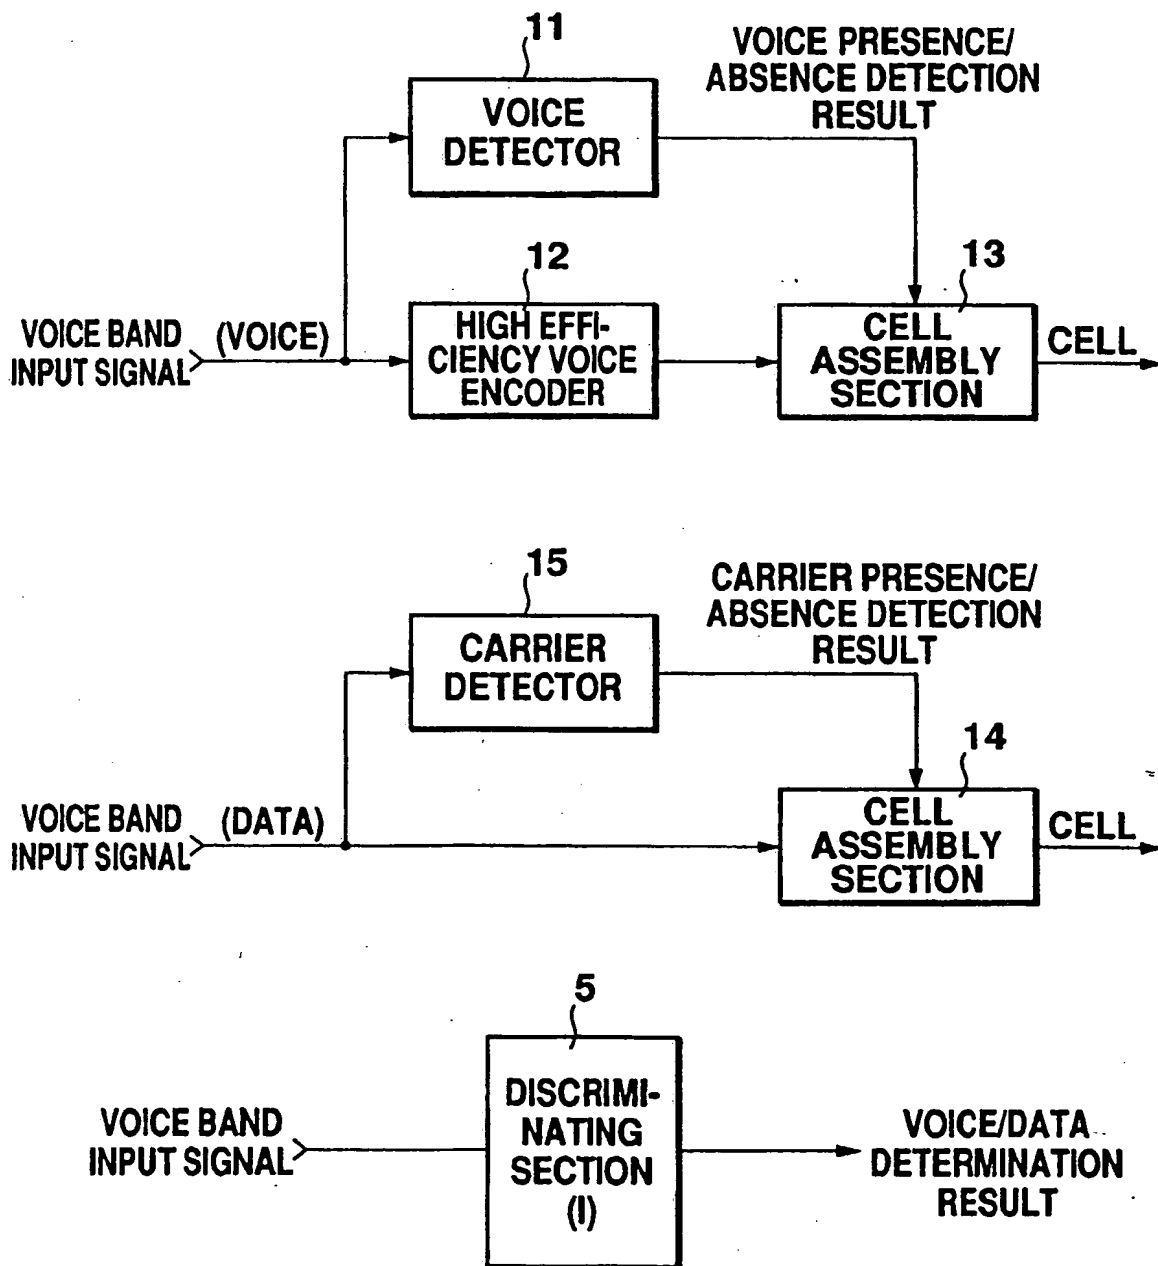 11
VOICE PRESENCE/
ABSENCE DETECTION
RESULT
VOICE
DETECTOR
12
13
VOICE BAND
INPUT SIGNAL
(VOICE)
HIGH EFFI-
CIENCY VOICE
ENCODER
CELL
ASSEMBLY
SECTION
CELL
15
CARRIER PRESENCE/
ABSENCE DETECTION
RESULT
CARRIER
DETECTOR
14
VOICE BAND
INPUT SIGNAL
(DATA)
CELL
ASSEMBLY
SECTION
CELL
5
VOICE BAND
INPUT SIGNAL
DISCRIMI-
NATING
SECTION
(I)
VOICE/DATA
DETERMINATION
RESULT